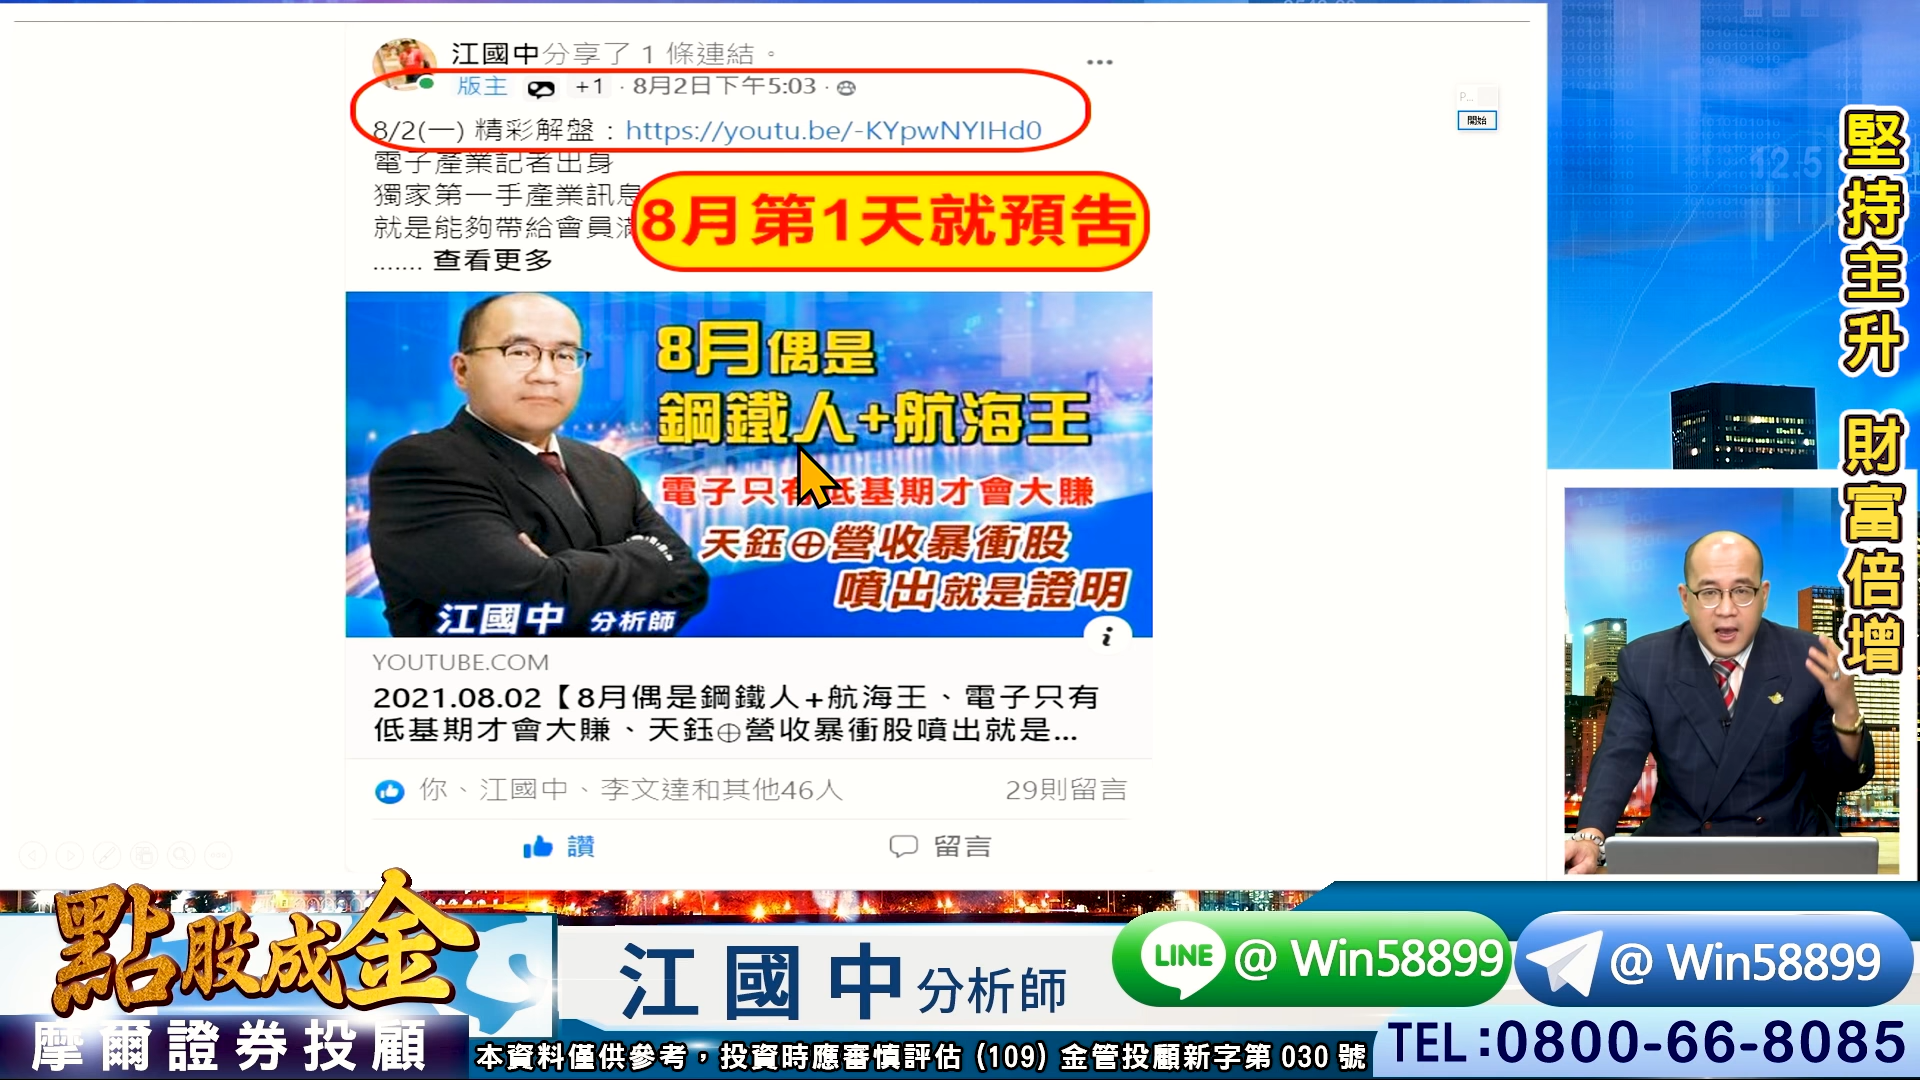 江國中分享了 1 條連結。
版主 +1 · 8月2日下午5:03 ·
8/2(一) 精彩解盤：https://youtu.be/-KYpwNYIHd0
電子產業記者出身
獨家第一手產業訊息
就是能夠帶給會員滿
8月第1天就預告
....... 查看更多
8月偶是
鋼鐵人+航海王
電子只有低基期才會大賺
天鈺⊕營收暴衝股
噴出就是證明
江國中 分析師
YOUTUBE.COM
2021.08.02【8月偶是鋼鐵人+航海王、電子只有
低基期才會大賺、天鈺⊕營收暴衝股噴出就是...
你、江國中、李文達和其他46人
29則留言
讚
留言
P...
開始
堅持主升 財富倍增
點股成金
摩爾證券投顧
江國中 分析師
LINE @ Win58899
@ Win58899
TEL:0800-66-8085
本資料僅供參考，投資時應審慎評估 (109) 金管投顧新字第 030 號